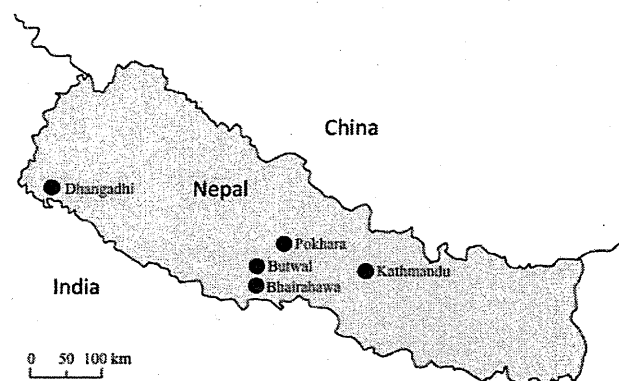 China
Dhangadhi
Nepal
Pokhara
Butwal
Kathmandu
India
Bhairahawa
0 50 100 km